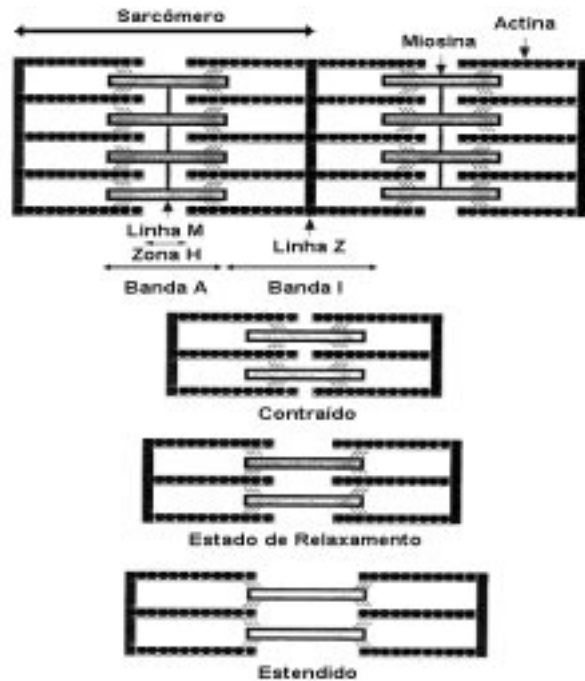 Sarcômero
Actina
Miosina
Linha M
Linha Z
Zona H
Banda A
Banda I
Contraído
Estado de Relaxamento
Estendido